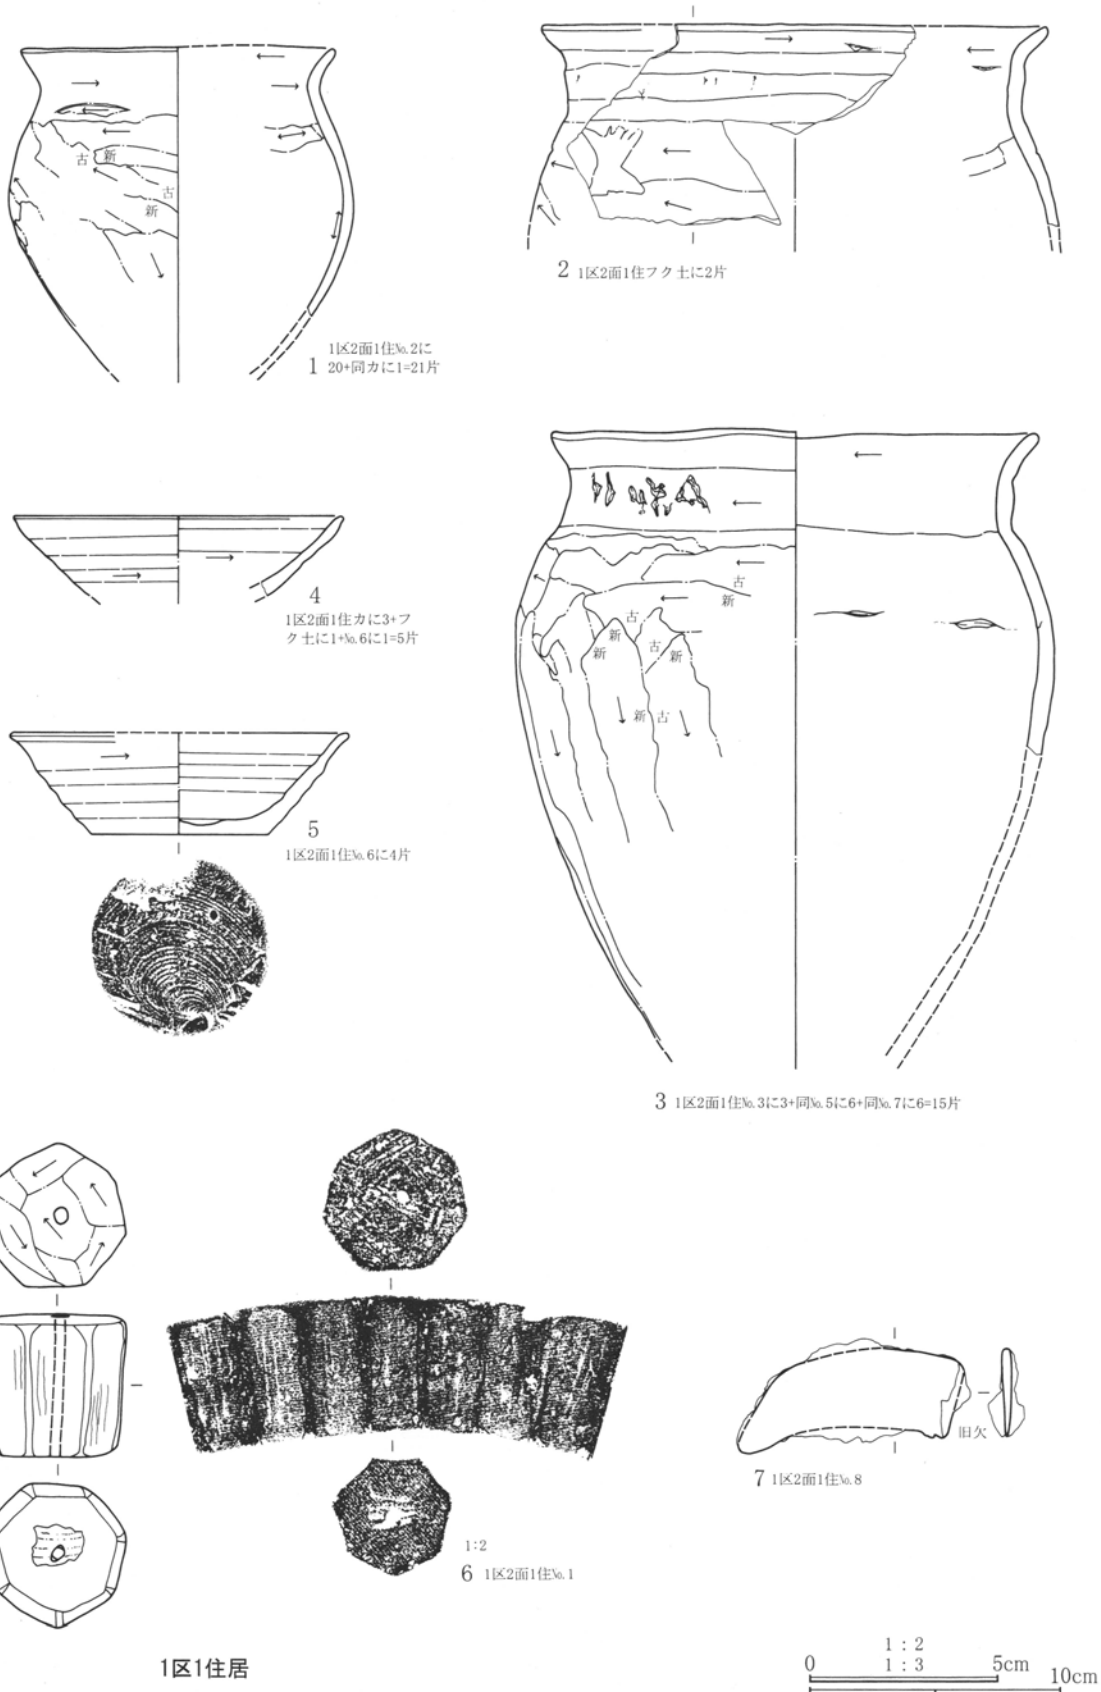 古 新
古
新
1区2面1住№2に
1 20+同カに1=21片
2 1区2面1住フク土に2片
4
1区2面1住カに3+フ
ク土に1+№6に1=5片
5
1区2面1住№6に4片
古
新
古
新
新
古
新
新 古
3 1区2面1住№3に3+同№5に6+同№7に6=15片
1:2
6 1区2面1住№1
旧欠
7 1区2面1住№8
1区1住居
1:2
0 1:3 5cm 10cm